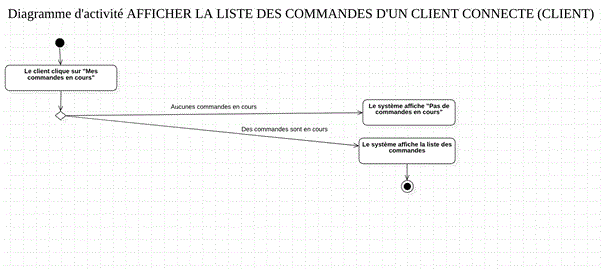 Diagramme d'activité AFFICHER LA LISTE DES COMMANDES D'UN CLIENT CONNECTE (CLIENT)
Le client clique sur "Mes
commandes en cours"
Aucunes commandes en cours
Le système affiche "Pas de
commandes en cours"
Des commandes sont en cours
Le système affiche la liste des
commandes